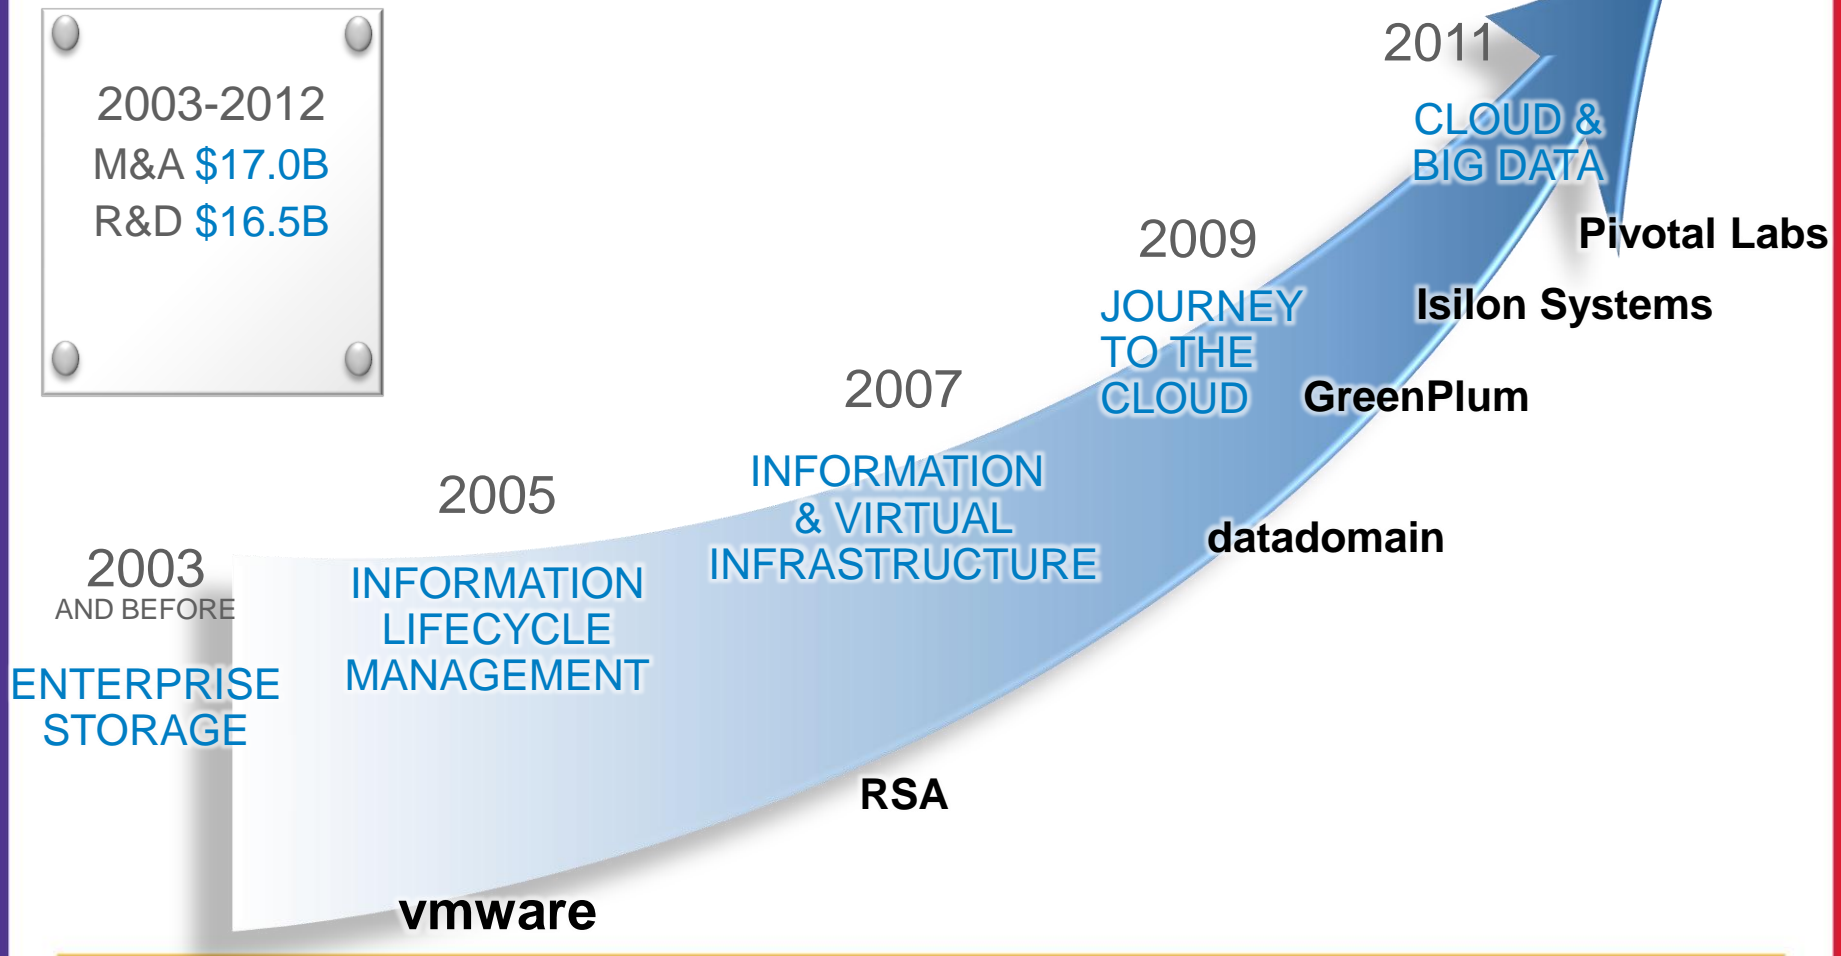 2003-2012
M&A $17.0B
R&D $16.5B
2003
AND BEFORE
ENTERPRISE
STORAGE
2005
INFORMATION
LIFECYCLE
MANAGEMENT
2007
INFORMATION
& VIRTUAL
INFRASTRUCTURE
2009
JOURNEY
TO THE
CLOUD
2011
CLOUD &
BIG DATA
Pivotal Labs
Isilon Systems
GreenPlum
datadomain
RSA
vmware